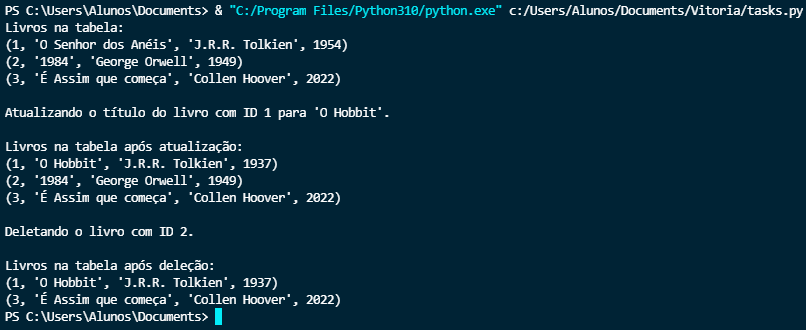 PS C:\Users\Alunos\Documents> & "C:/Program Files/Python310/python.exe" c:/Users/Alunos/Documents/Vitoria/tasks.py
Livros na tabela:
(1, 'O Senhor dos Anéis', 'J.R.R. Tolkien', 1954)
(2, '1984', 'George Orwell', 1949)
(3, 'É Assim que começa', 'Collen Hoover', 2022)

Atualizando o título do livro com ID 1 para 'O Hobbit'.

Livros na tabela após atualização:
(1, 'O Hobbit', 'J.R.R. Tolkien', 1937)
(2, '1984', 'George Orwell', 1949)
(3, 'É Assim que começa', 'Collen Hoover', 2022)

Deletando o livro com ID 2.

Livros na tabela após deleção:
(1, 'O Hobbit', 'J.R.R. Tolkien', 1937)
(3, 'É Assim que começa', 'Collen Hoover', 2022)
PS C:\Users\Alunos\Documents>